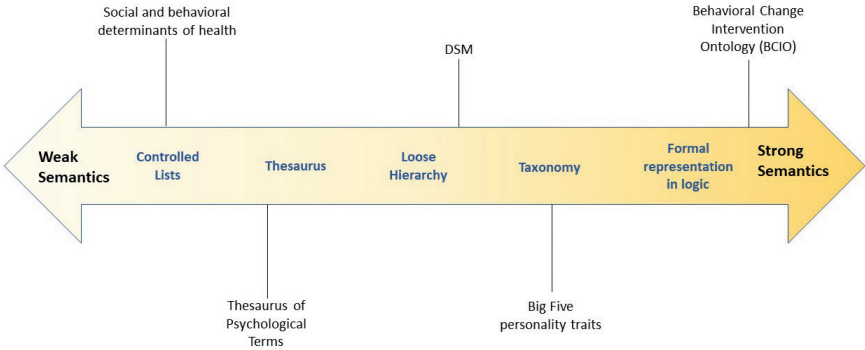 Social and behavioral
determinants of health
DSM
Behavioral Change
Intervention
Ontology (BCIO)
Weak
Semantics
Controlled
Lists
Thesaurus
Loose
Hierarchy
Taxonomy
Formal
representation
in logic
Strong
Semantics
Thesaurus of
Psychological
Terms
Big Five
personality traits